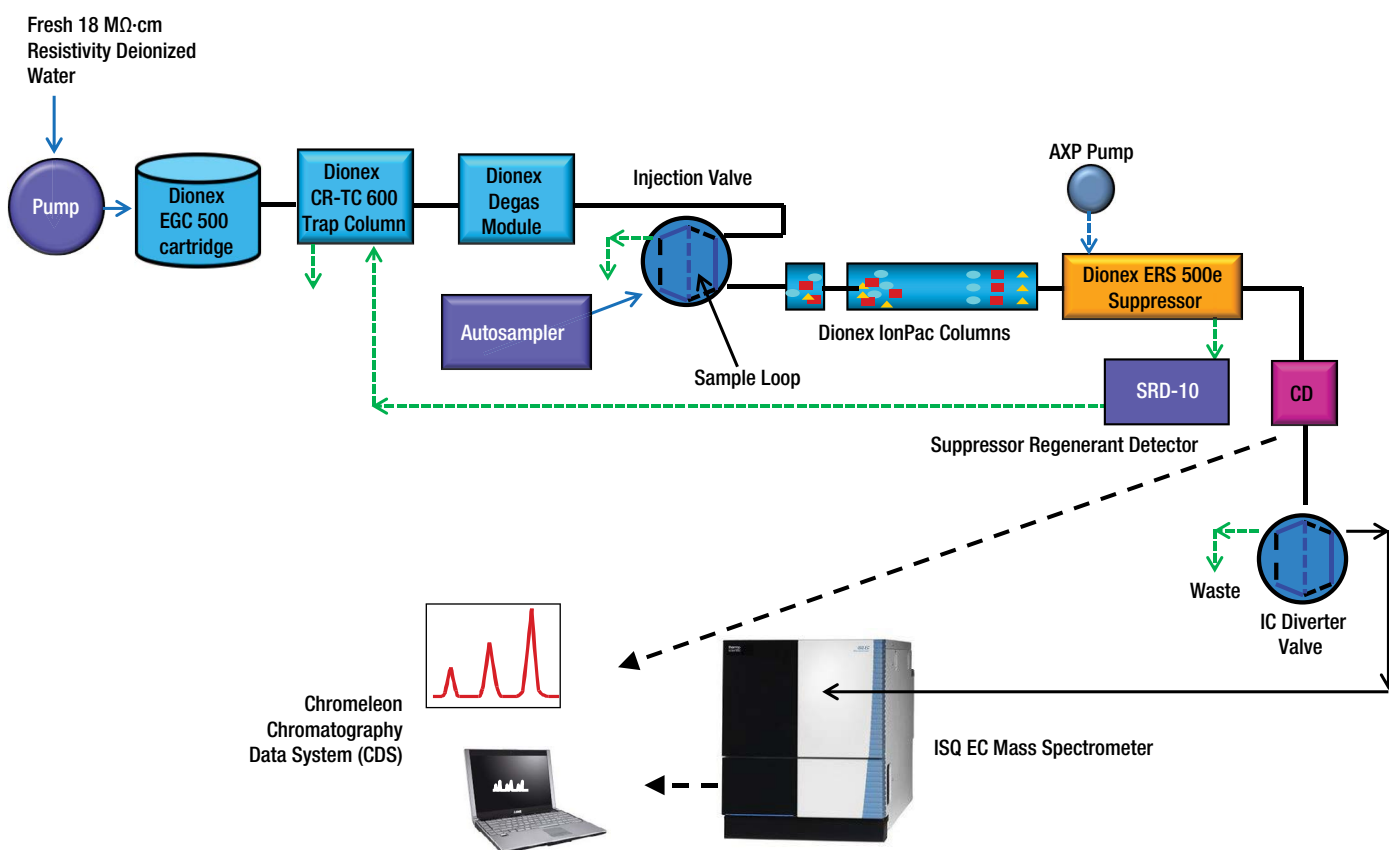 Fresh 18 MΩ·cm
Resistivity Deionized
Water
Pump
Dionex
EGC 500
cartridge
Dionex
CR-TC 600
Trap Column
Dionex
Degas
Module
Injection Valve
Autosampler
Sample Loop
Dionex IonPac Columns
AXP Pump
Dionex ERS 500e
Suppressor
SRD-10
Suppressor Regenerant Detector
CD
Waste
IC Diverter
Valve
Chromeleon
Chromatography
Data System (CDS)
ISQ EC Mass Spectrometer